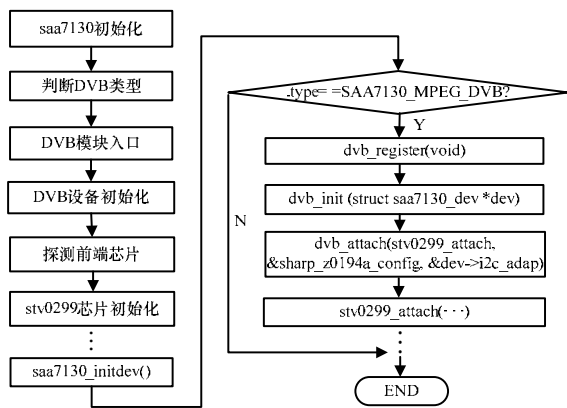 saa7130初始化
判断DVB类型
DVB模块入口
DVB设备初始化
探测前端芯片
stv0299芯片初始化
saa7130_initdev()
.type= =SAA7130_MPEG_DVB?
Y
N
dvb_register(void)
dvb_init (struct saa7130_dev *dev)
dvb_attach(stv0299_attach,
&sharp_z0194a_config, &dev->i2c_adap)
stv0299_attach(···)
END